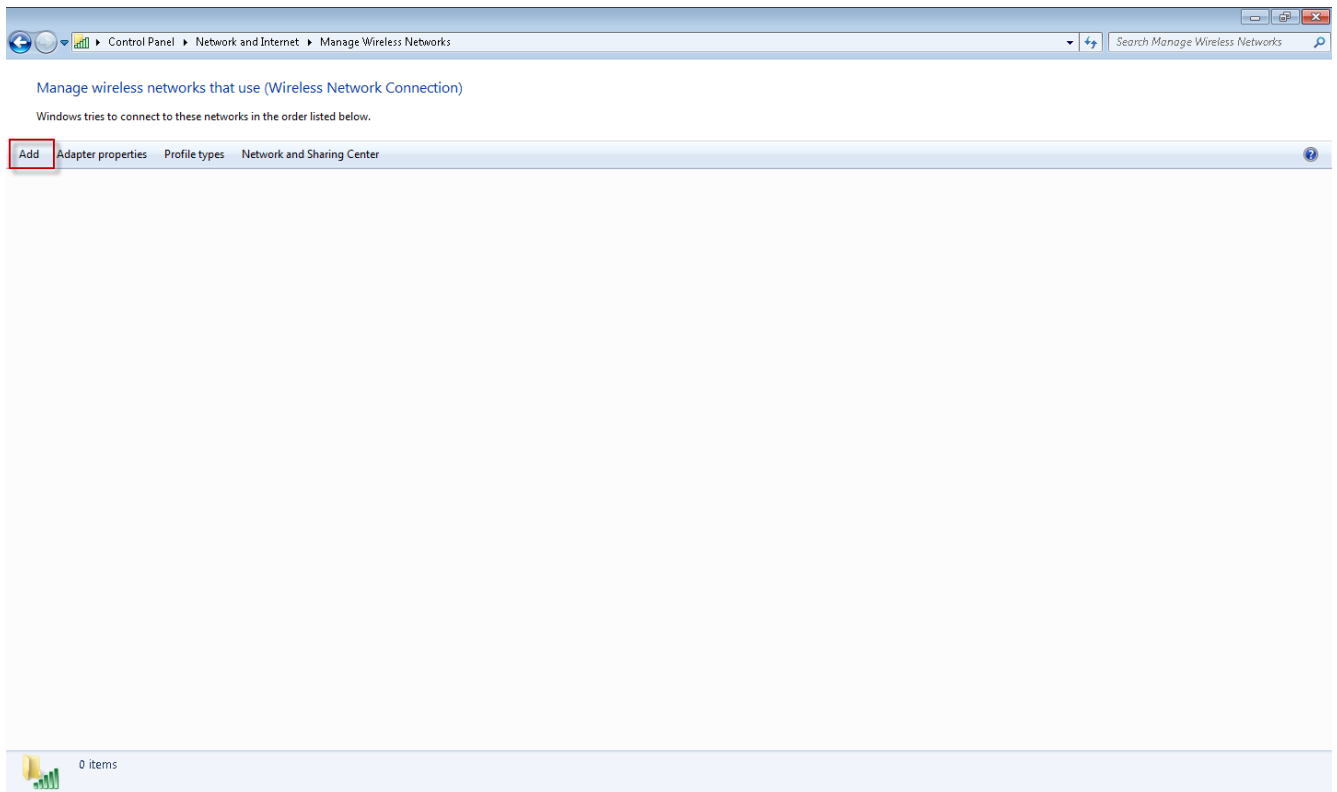 Control Panel ▸ Network and Internet ▸ Manage Wireless Networks
Search Manage Wireless Networks
Manage wireless networks that use (Wireless Network Connection)
Windows tries to connect to these networks in the order listed below.
Add Adapter properties Profile types Network and Sharing Center
0 items